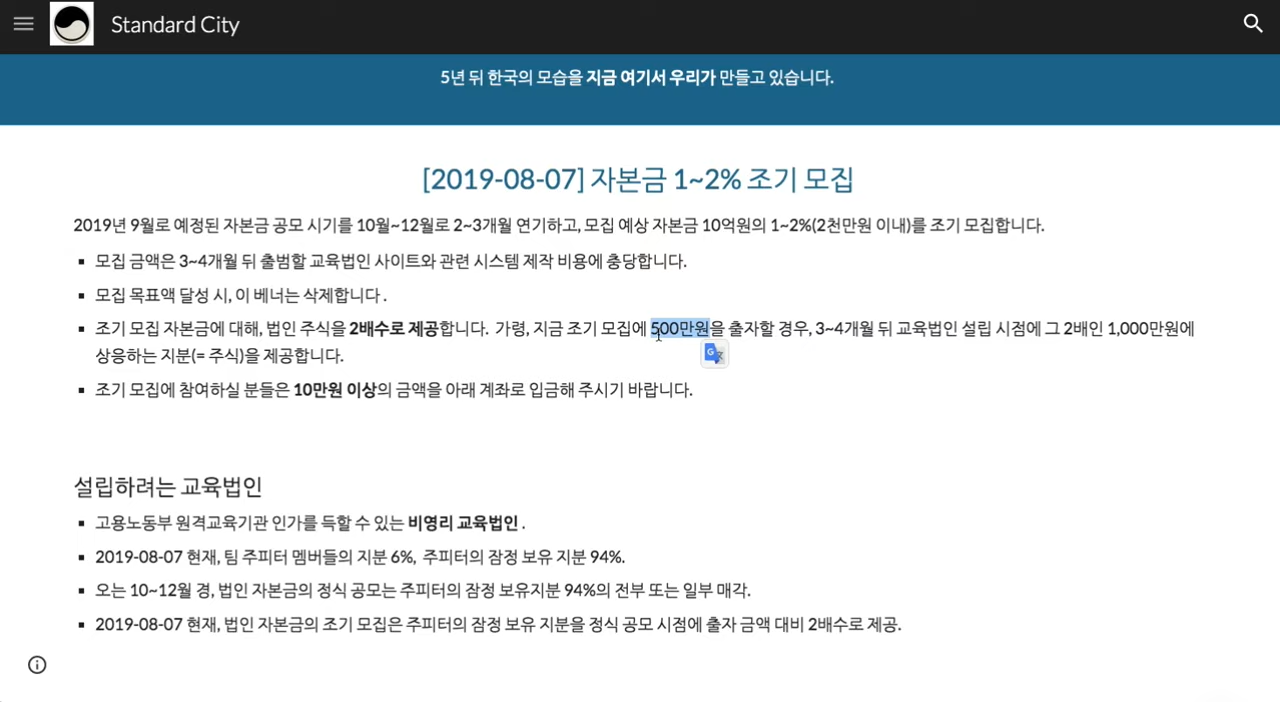 Standard City
5년 뒤 한국의 모습을 지금 여기서 우리가 만들고 있습니다.
[2019-08-07] 자본금 1~2% 조기 모집
2019년 9월로 예정된 자본금 공모 시기를 10월~12월로 2~3개월 연기하고, 모집 예상 자본금 10억원의 1~2%(2천만원 이내)를 조기 모집합니다.
모집 금액은 3~4개월 뒤 출범할 교육법인 사이트와 관련 시스템 제작 비용에 충당합니다.
모집 목표액 달성 시, 이 베너는 삭제합니다 .
조기 모집 자본금에 대해, 법인 주식을 2배수로 제공합니다. 가령, 지금 조기 모집에 500만원을 출자할 경우, 3~4개월 뒤 교육법인 설립 시점에 그 2배인 1,000만원에
상응하는 지분(= 주식)을 제공합니다.
조기 모집에 참여하실 분들은 10만원 이상의 금액을 아래 계좌로 입금해 주시기 바랍니다.
설립하려는 교육법인
고용노동부 원격교육기관 인가를 득할 수 있는 비영리 교육법인 .
2019-08-07 현재, 팀 주피터 멤버들의 지분 6%, 주피터의 잠정 보유 지분 94%.
오는 10~12월 경, 법인 자본금의 정식 공모는 주피터의 잠정 보유지분 94%의 전부 또는 일부 매각.
2019-08-07 현재, 법인 자본금의 조기 모집은 주피터의 잠정 보유 지분을 정식 공모 시점에 출자 금액 대비 2배수로 제공.